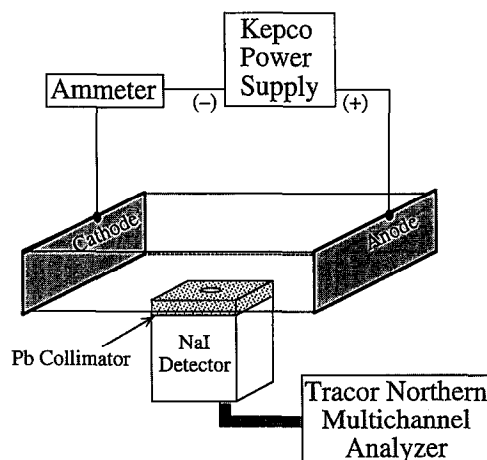 Kepco
Power
Supply
Ammeter
(−)
(+)
Cathode
Anode
Pb Collimator
NaI
Detector
Tracor Northern
Multichannel
Analyzer